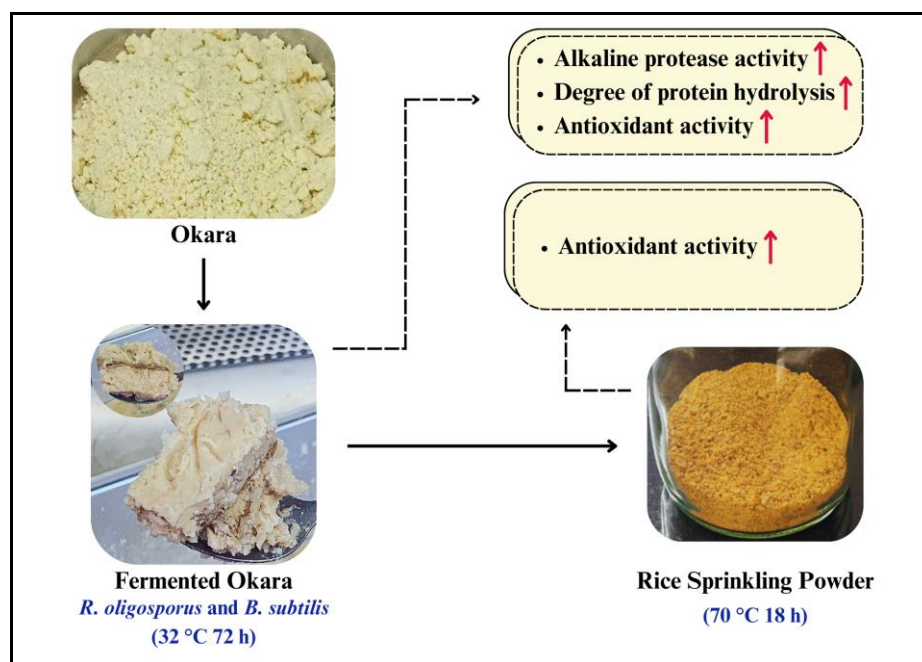 Okara
• Alkaline protease activity ↑
• Degree of protein hydrolysis ↑
• Antioxidant activity ↑
• Antioxidant activity ↑
Fermented Okara
R. oligosporus and B. subtilis
(32 °C 72 h)
Rice Sprinkling Powder
(70 °C 18 h)